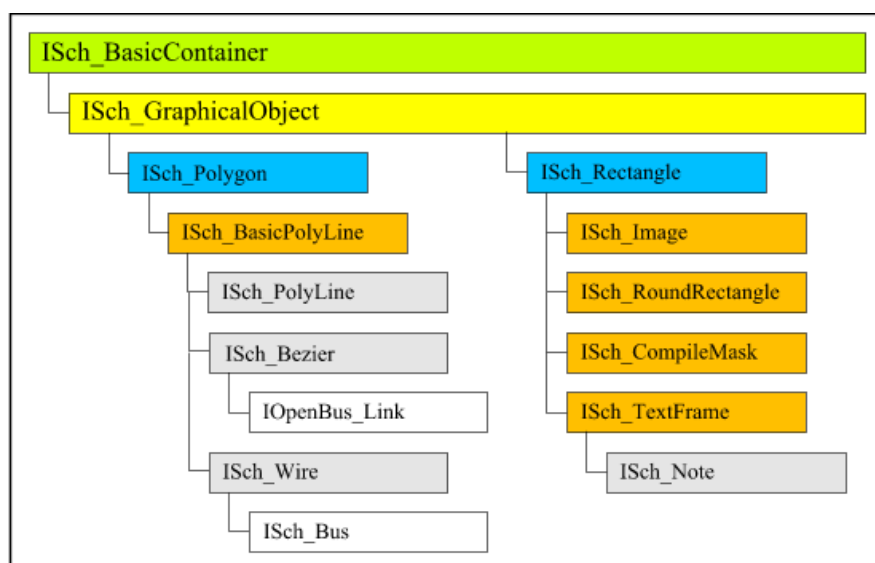 ISch_BasicContainer
ISch_GraphicalObject
ISch_Polygon
ISch_BasicPolyLine
ISch_PolyLine
ISch_Bezier
IOpenBus_Link
ISch_Wire
ISch_Bus
ISch_Rectangle
ISch_Image
ISch_RoundRectangle
ISch_CompileMask
ISch_TextFrame
ISch_Note